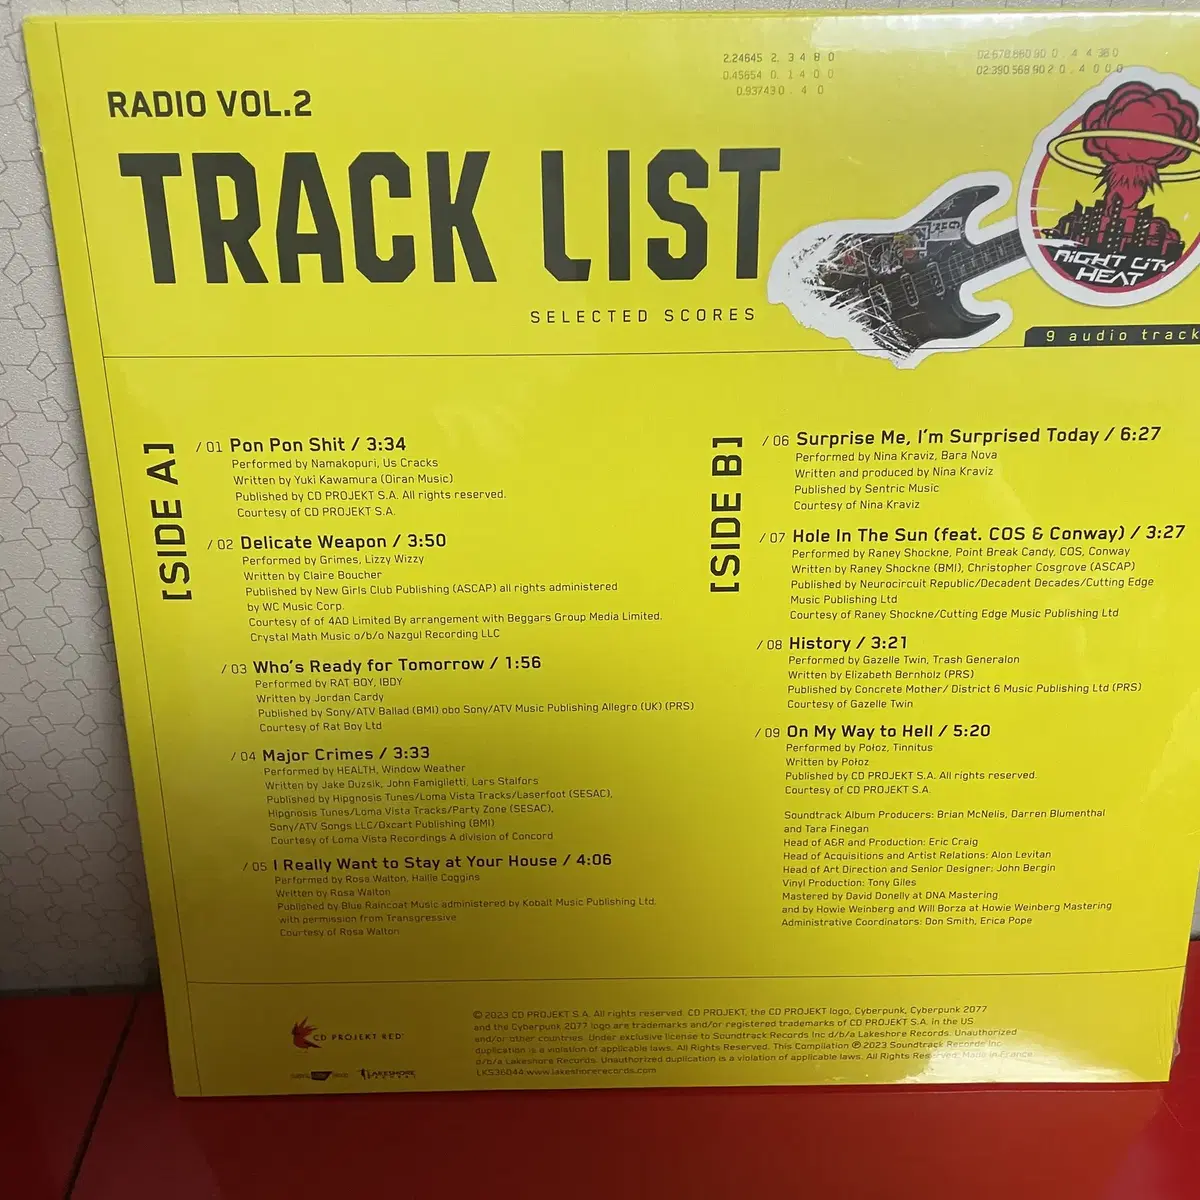 2.24645 2. 3 4 8 0
0.45654 0. 1 4 0 0
0.93743 0 . 4 0
02.390 568 90 2 0 . 4 0 0.0
RADIO VOL.2
TRACK LIST
SELECTED SCORES
NIGHT CITY
HEAT
9 audio track
[SIDE A]
/ 01 Pon Pon Shit / 3:34
Performed by Namakopuri, Us Cracks
Written by Yuki Kawamura (Oiran Music)
Published by CD PROJEKT S.A. All rights reserved.
Courtesy of CD PROJEKT S.A.
/ 02 Delicate Weapon / 3:50
Performed by Grimes, Lizzy Wizzy
Written by Claire Boucher
Published by New Girls Club Publishing (ASCAP) all rights administered
by WC Music Corp.
Courtesy of of 4AD Limited By arrangement with Beggars Group Media Limited.
Crystal Math Music o/b/o Nazgul Recording LLC
/ 03 Who's Ready for Tomorrow / 1:56
Performed by RAT BOY, IBDY
Written by Jordan Cardy
Published by Sony/ATV Ballad (BMI) obo Sony/ATV Music Publishing Allegro (UK) (PRS)
Courtesy of Rat Boy Ltd
/ 04 Major Crimes / 3:33
Performed by HEALTH, Window Weather
Written by Jake Duzsik, John Famiglietti, Lars Stalfors
Published by Hipgnosis Tunes/Loma Vista Tracks/Laserfoot (SESAC),
Hipgnosis Tunes/Loma Vista Tracks/Party Zone (SESAC),
Sony/ATV Songs LLC/Oxcart Publishing (BMI)
Courtesy of Loma Vista Recordings A division of Concord
/ 05 I Really Want to Stay at Your House / 4:06
Performed by Rosa Walton, Hallie Coggins
Written by Rosa Walton
Published by Blue Raincoat Music administered by Kobalt Music Publishing Ltd.
with permission from Transgressive
Courtesy of Rosa Walton
[SIDE B]
/ 06 Surprise Me, I'm Surprised Today / 6:27
Performed by Nina Kraviz, Bara Nova
Written and produced by Nina Kraviz
Published by Sentric Music
Courtesy of Nina Kraviz
/ 07 Hole In The Sun (feat. COS & Conway) / 3:27
Performed by Raney Shockne, Point Break Candy, COS, Conway
Written by Raney Shockne (BMI), Christopher Cosgrove (ASCAP)
Published by Neurocircuit Republic/Decadent Decades/Cutting Edge
Music Publishing Ltd
Courtesy of Raney Shockne/Cutting Edge Music Publishing Ltd
/ 08 History / 3:21
Performed by Gazelle Twin, Trash Generation
Written by Elizabeth Bernholz (PRS)
Published by Concrete Mother/ District 6 Music Publishing Ltd (PRS)
Courtesy of Gazelle Twin
/ 09 On My Way to Hell / 5:20
Performed by Połoz, Tinnitus
Written by Połoz
Published by CD PROJEKT S.A. All rights reserved.
Courtesy of CD PROJEKT S.A.
Soundtrack Album Producers: Brian McNelis, Darren Blumenthal
and Tara Finegan
Head of A&R and Production: Eric Craig
Head of Acquisitions and Artist Relations: Alon Levitan
Head of Art Direction and Senior Designer: John Bergin
Vinyl Production: Tony Giles
Mastered by David Donelly at DNA Mastering
and by Howie Weinberg and Will Borza at Howie Weinberg Mastering
Administrative Coordinators: Don Smith, Erica Pope
CD PROJEKT RED
LAKESHORE
RECORDS
© 2023 CD PROJEKT S.A. All rights reserved. CD PROJEKT, the CD PROJEKT logo, Cyberpunk, Cyberpunk 2077
and the Cyberpunk 2077 logo are trademarks and/or registered trademarks of CD PROJEKT S.A. in the US
and/or other countries. Under exclusive license to Soundtrack Records Inc d/b/a Lakeshore Records. Unauthorized
duplication is a violation of applicable laws. All Rights Reserved. This Compilation ℗ 2023 Soundtrack Records Inc
d/b/a Lakeshore Records. Unauthorized duplication is a violation of applicable laws. All Rights Reserved. Made in France
LKS36044 www.lakeshorerecords.com